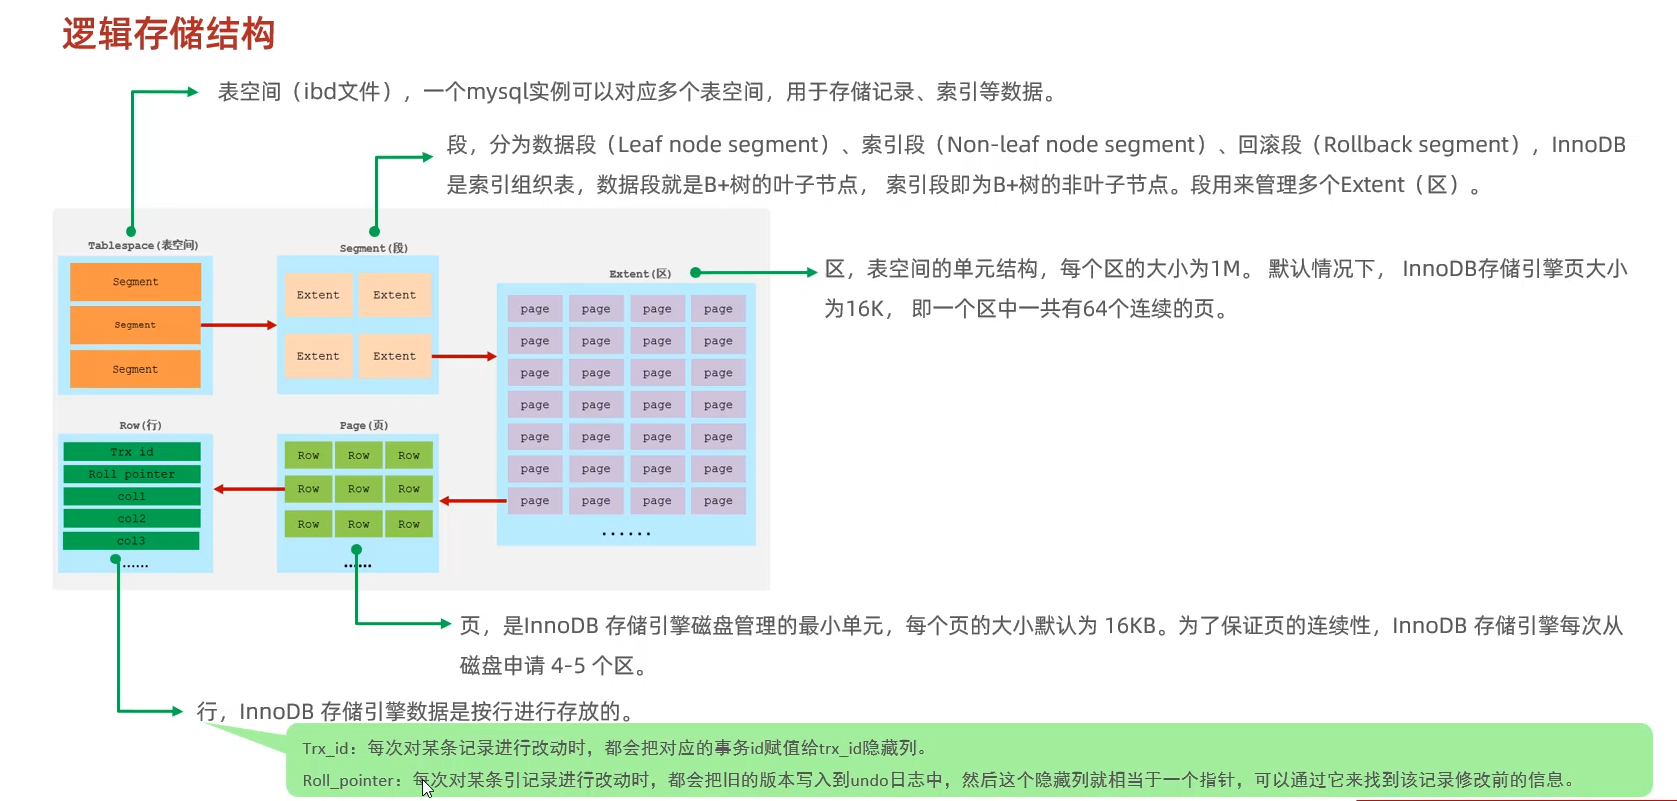 逻辑存储结构
表空间（ibd文件），一个mysql实例可以对应多个表空间，用于存储记录、索引等数据。
段，分为数据段（Leaf node segment）、索引段（Non-leaf node segment）、回滚段（Rollback segment），InnoDB
是索引组织表，数据段就是B+树的叶子节点， 索引段即为B+树的非叶子节点。段用来管理多个Extent（区）。
Tablespace(表空间)
Segment
Segment
Segment
Segment(段)
Extent Extent
Extent Extent
Extent(区)
page page page page
page page page page
page page page page
page page page page
page page page page
page page page page
page page page page
......
区，表空间的单元结构，每个区的大小为1M。 默认情况下， InnoDB存储引擎页大小
为16K， 即一个区中一共有64个连续的页。
Row(行)
Trx id
Roll pointer
col1
col2
col3
......
Page(页)
Row Row Row
Row Row Row
Row Row Row
......
页，是InnoDB 存储引擎磁盘管理的最小单元，每个页的大小默认为 16KB。为了保证页的连续性，InnoDB 存储引擎每次从
磁盘申请 4-5 个区。
行，InnoDB 存储引擎数据是按行进行存放的。
Trx_id：每次对某条记录进行改动时，都会把对应的事务id赋值给trx_id隐藏列。
Roll_pointer：每次对某条引记录进行改动时，都会把旧的版本写入到undo日志中，然后这个隐藏列就相当于一个指针，可以通过它来找到该记录修改前的信息。